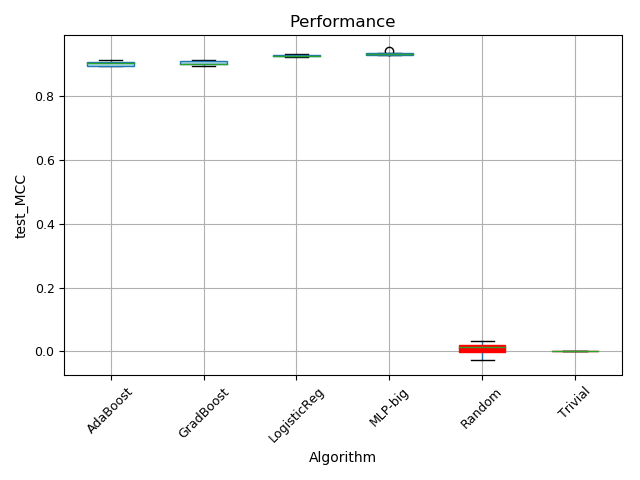 Performance
test_MCC
0.8
0.6
0.4
0.2
0.0
AdaBoost
GradBoost
LogisticReg
MLP-big
Random
Trivial
Algorithm